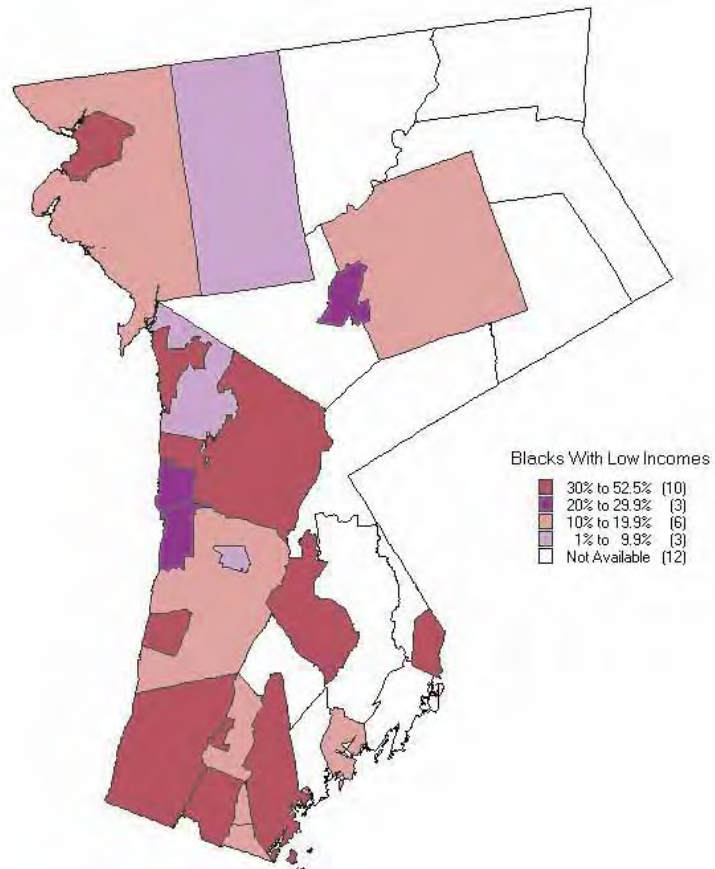 Blacks With Low Incomes
30% to 52.5% (10)
20% to 29.9% (3)
10% to 19.9% (6)
1% to 9.9% (3)
Not Available (12)